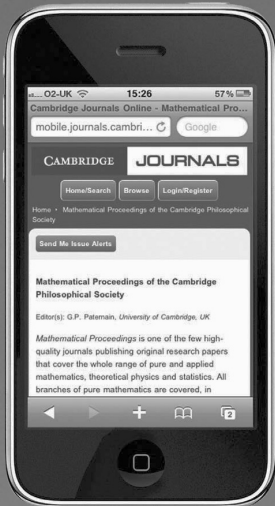 O2-UK 15:26 57%
Cambridge Journals Online - Mathematical Pro...
mobile.journals.cambri... Google
CAMBRIDGE JOURNALS
Home/Search Browse Login/Register
Home › Mathematical Proceedings of the Cambridge Philosophical
Society
Send Me Issue Alerts
Mathematical Proceedings of the Cambridge
Philosophical Society
Editor(s): G.P. Paternain, University of Cambridge, UK
Mathematical Proceedings is one of the few high-
quality journals publishing original research papers
that cover the whole range of pure and applied
mathematics, theoretical physics and statistics. All
branches of pure mathematics are covered, in
2